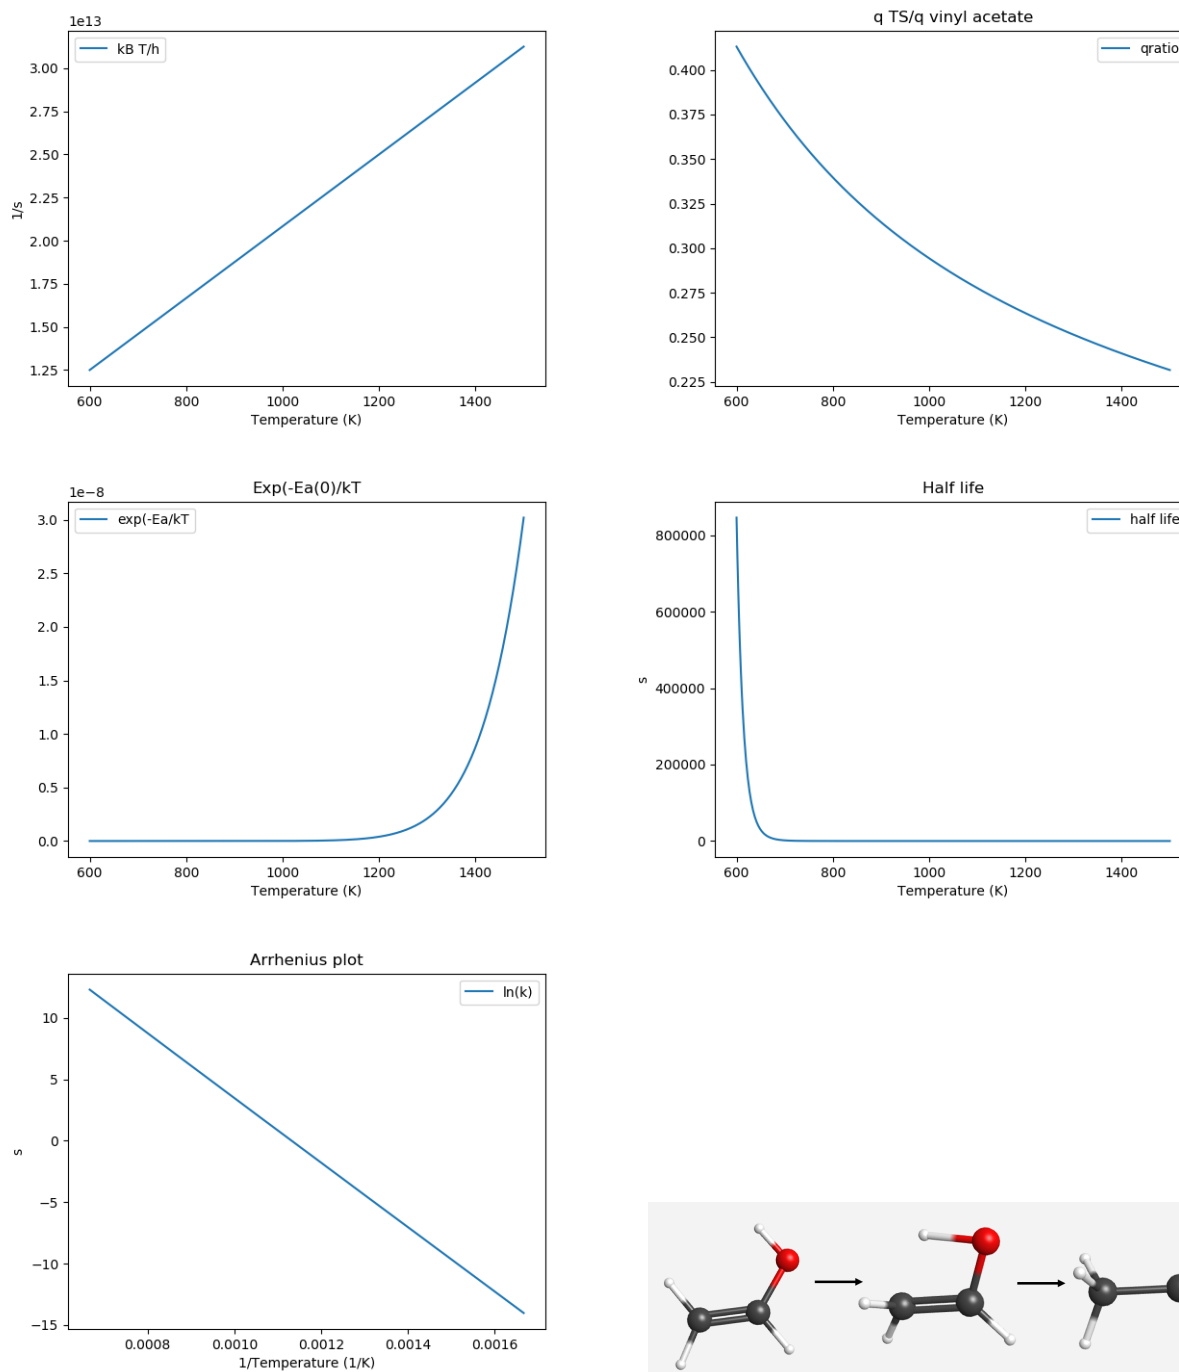 1e13
kB T/h
3.00
2.75
2.50
2.25
2.00
1.75
1.50
1.25
1/s
600 800 1000 1200 1400
Temperature (K)
q TS/q vinyl acetate
qratio
0.400
0.375
0.350
0.325
0.300
0.275
0.250
0.225
600 800 1000 1200 1400
Temperature (K)
Exp(-Ea(0)/kT
1e−8
exp(-Ea/kT
3.0
2.5
2.0
1.5
1.0
0.5
0.0
600 800 1000 1200 1400
Temperature (K)
Half life
half life
800000
600000
400000
200000
0
s
600 800 1000 1200 1400
Temperature (K)
Arrhenius plot
ln(k)
10
5
0
−5
−10
−15
s
0.0008 0.0010 0.0012 0.0014 0.0016
1/Temperature (1/K)